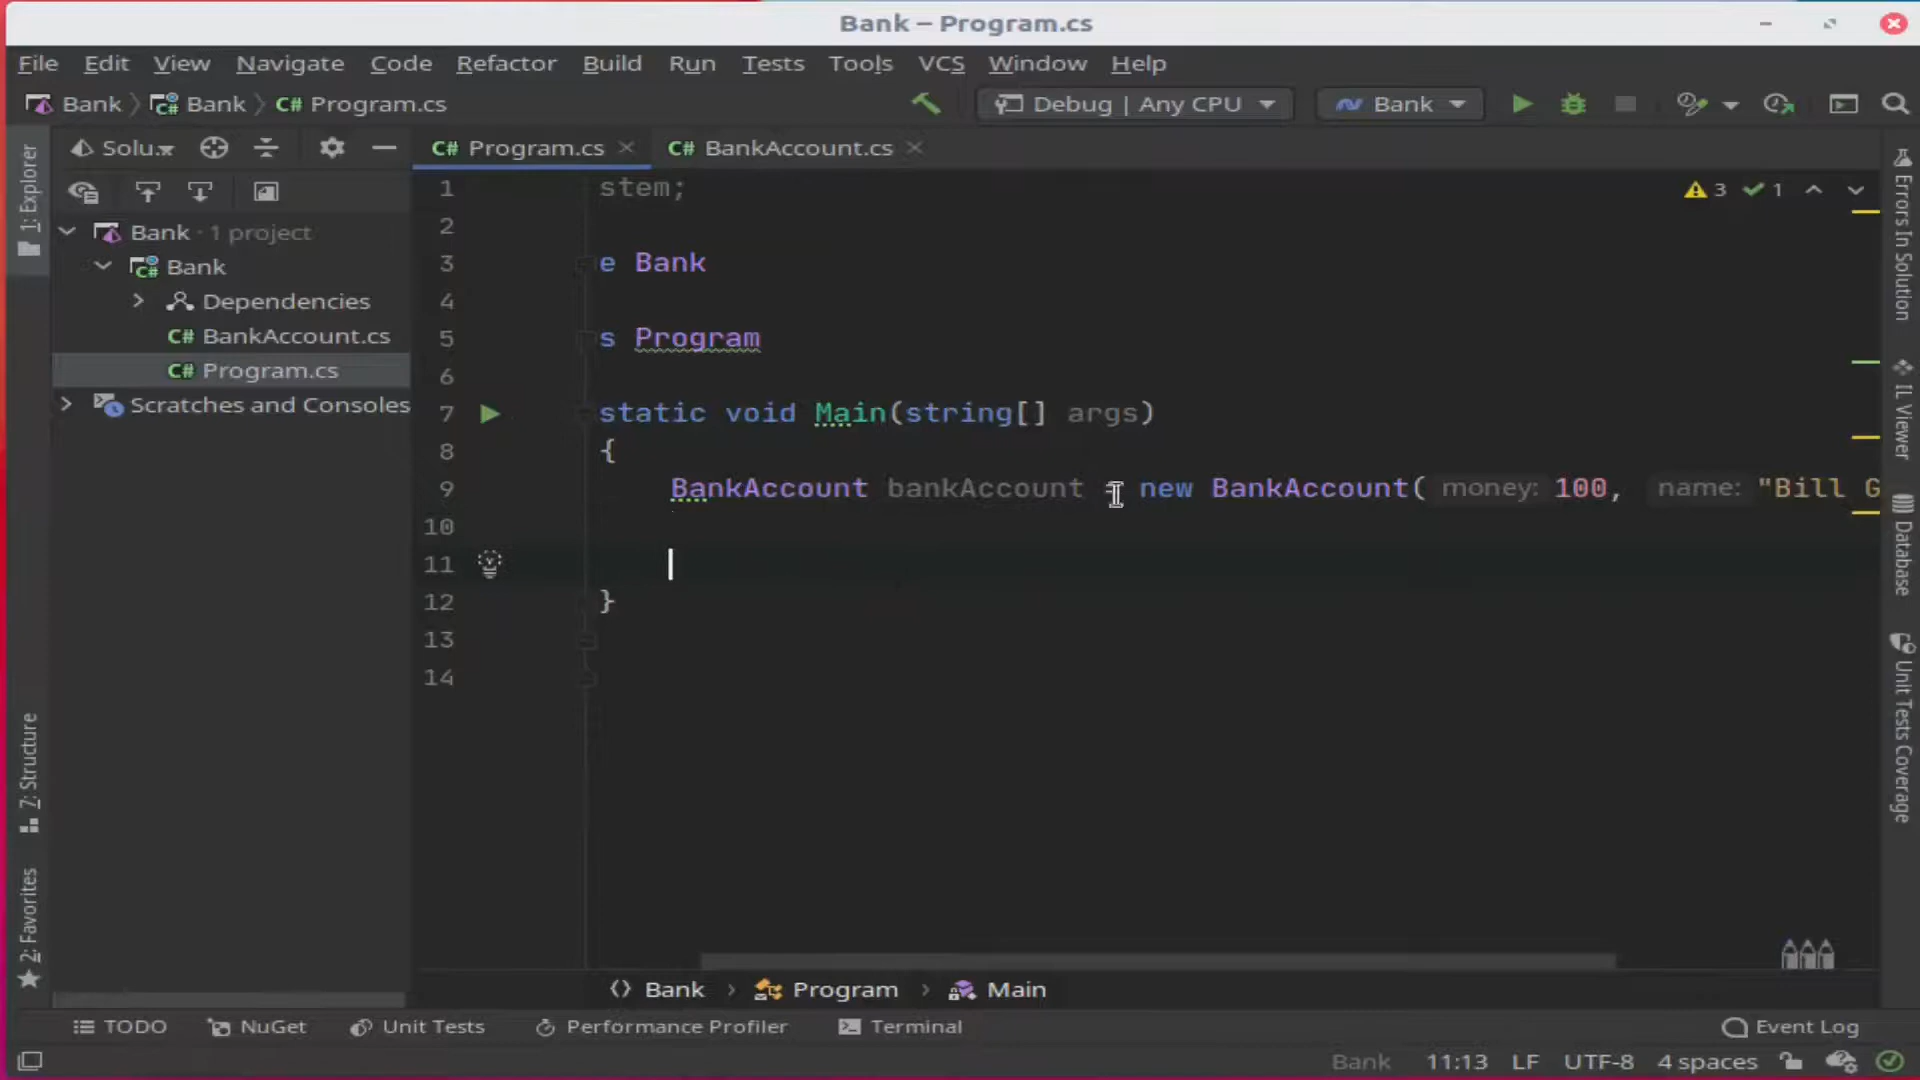 Bank – Program.cs
File Edit View Navigate Code Refactor Build Run Tests Tools VCS Window Help
Bank Bank C# Program.cs Debug | Any CPU Bank
Solu... C# Program.cs C# BankAccount.cs
1: Explorer
7: Structure
2: Favorites
Bank · 1 project
Bank
Dependencies
C# BankAccount.cs
C# Program.cs
Scratches and Consoles
3 1
1 stem;
2
3 e Bank
4
5 s Program
6
7 static void Main(string[] args)
8 {
9 BankAccount bankAccount = new BankAccount( money: 100, name: "Bill G
10
11
12 }
13
14
Errors In Solution
IL Viewer
Database
Unit Tests Coverage
Bank Program Main
TODO NuGet Unit Tests Performance Profiler Terminal Event Log
Bank 11:13 LF UTF-8 4 spaces